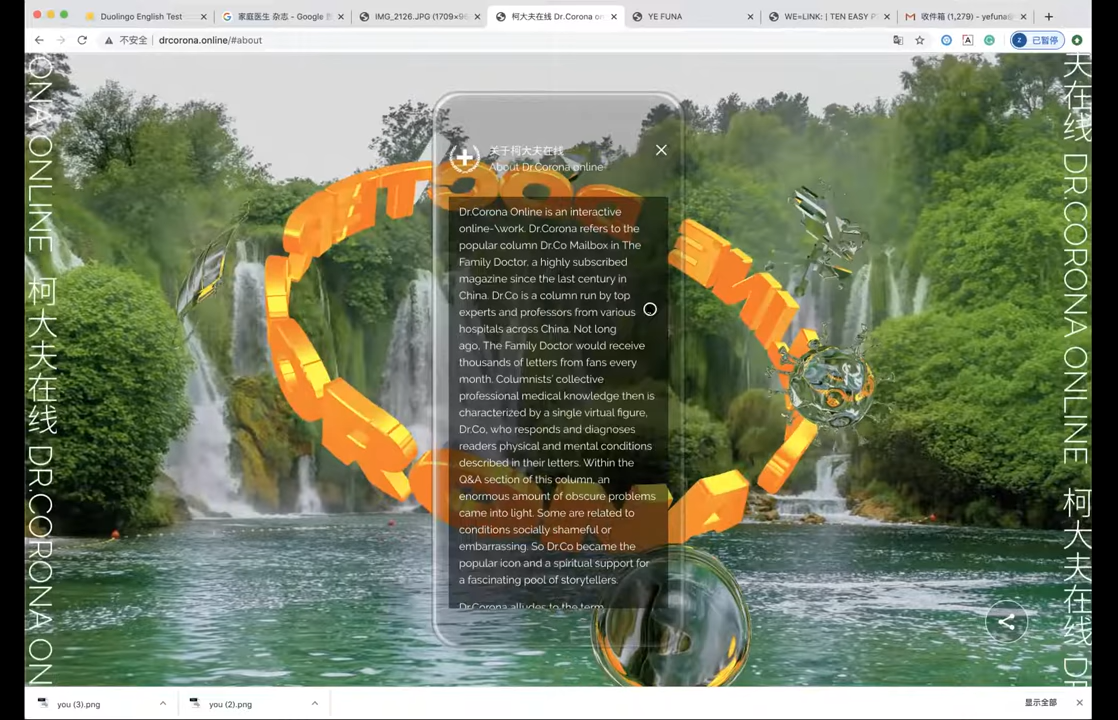 Duolingo English Test
家庭医生 杂志 - Google
IMG_2126.JPG (1709×96
柯大夫在线 Dr.Corona on
YE FUNA
WE=LINK: | TEN EASY P
收件箱 (1,279) - yefuna@
不安全
drcorona.online/#about
已暂停
ONA ONLINE 柯大夫在线 DR.CORONA ON
关于柯大夫在线
About Dr.Corona online
Dr.Corona Online is an interactive
online-\work. Dr.Corona refers to the
popular column Dr.Co Mailbox in The
Family Doctor, a highly subscribed
magazine since the last century in
China. Dr.Co is a column run by top
experts and professors from various
hospitals across China. Not long
ago, The Family Doctor would receive
thousands of letters from fans every
month. Columnists' collective
professional medical knowledge then is
characterized by a single virtual figure,
Dr.Co, who responds and diagnoses
readers physical and mental conditions
described in their letters. Within the
Q&A section of this column, an
enormous amount of obscure problems
came into light. Some are related to
conditions socially shameful or
embarrassing. So Dr.Co became the
popular icon and a spiritual support for
a fascinating pool of storytellers.
Dr.Corona alludes to the term
夫在线 DR.CORONA ONLINE 柯大夫在线 DR
you (3).png
you (2).png
显示全部